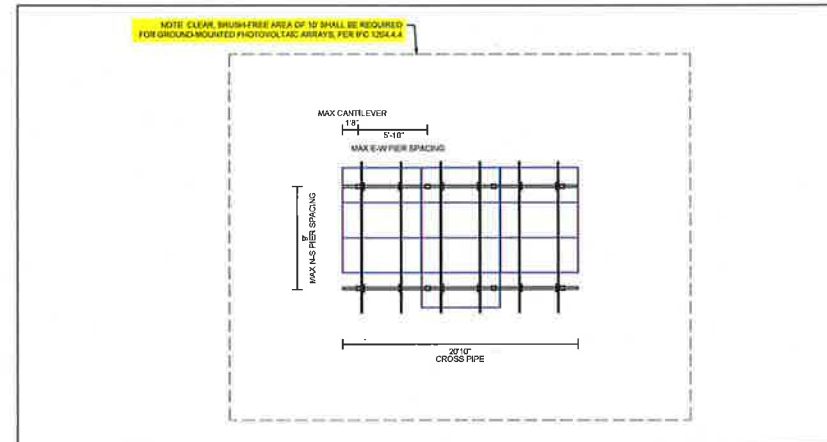 NOTE: CLEAR, BRUSH-FREE AREA OF 10' SHALL BE REQUIRED
FOR GROUND-MOUNTED PHOTOVOLTAIC ARRAYS, PER IFC 1204.4.4
MAX CANTILEVER
1'8"
5'-10"
MAX E-W PIER SPACING
9'
MAX N-S PIER SPACING
20'10"
CROSS PIPE